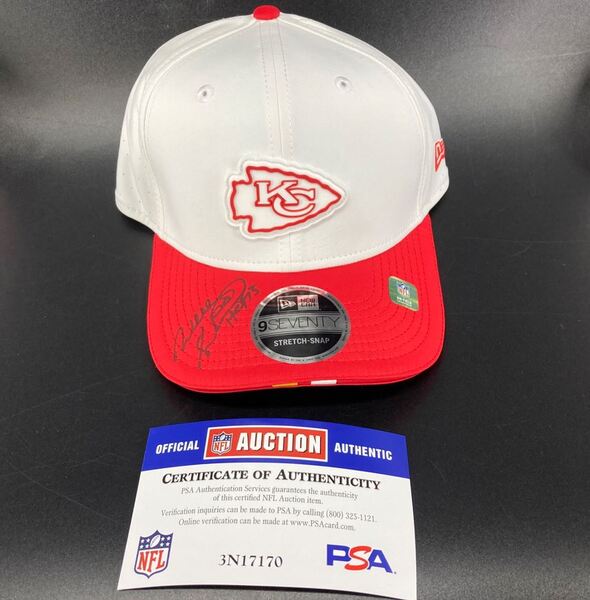 KC
NEW ERA
9SEVENTY
STRETCH-SNAP
HOF 23
OFFICIAL NFL AUCTION AUTHENTIC
CERTIFICATE OF AUTHENTICITY
PSA Authentication Services guarantees the authenticity
of this certified NFL Auction item.
Verification inquiries can be made to PSA by calling (800) 325-1121.
Online verification can be made at www.PSAcard.com.
NFL
3N17170
PSA